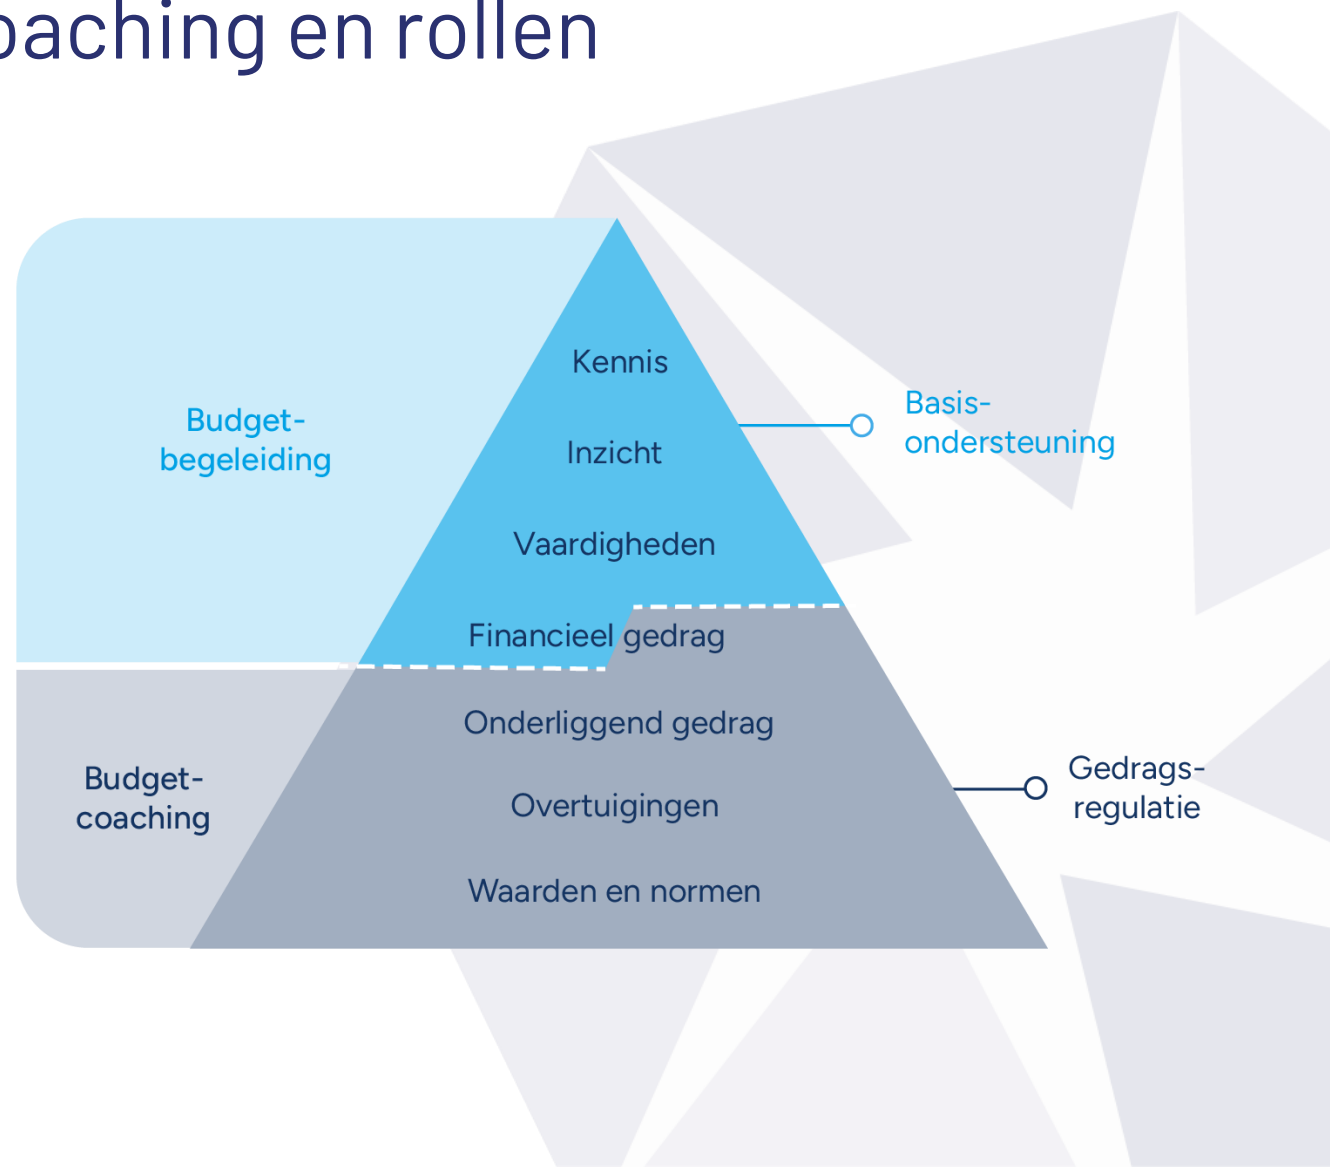 oaching en rollen
Kennis
Inzicht
Vaardigheden
Financieel gedrag
Onderliggend gedrag
Overtuigingen
Waarden en normen
Budget-
begeleiding
Budget-
coaching
Basis-
ondersteuning
Gedrags-
regulatie